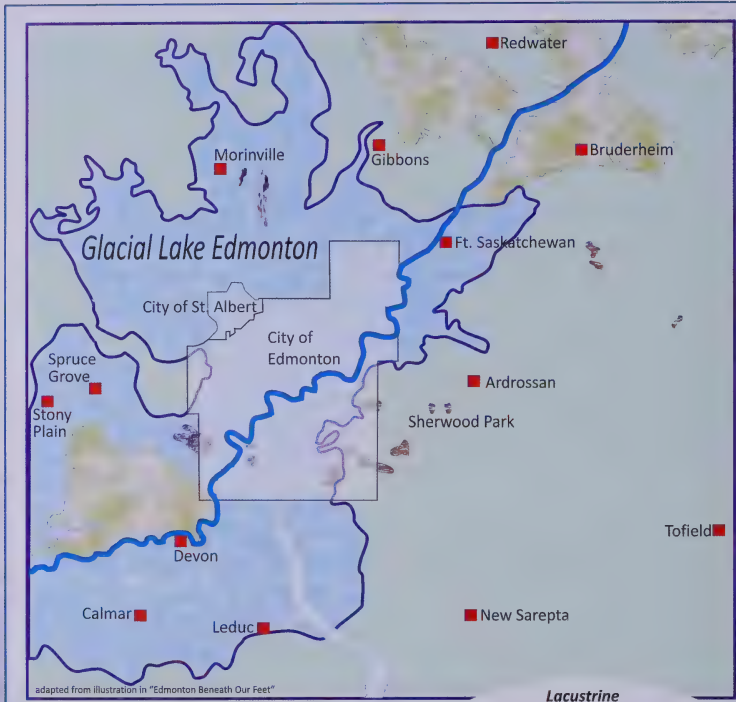 Redwater
Morinville
Gibbons
Bruderheim
Glacial Lake Edmonton
Ft. Saskatchewan
City of St. Albert
City of
Edmonton
Spruce
Grove
Stony
Plain
Ardrossan
Sherwood Park
Tofield
Devon
Calmar
Leduc
New Sarepta
adapted from illustration in "Edmonton Beneath Our Feet"
Lacustrine